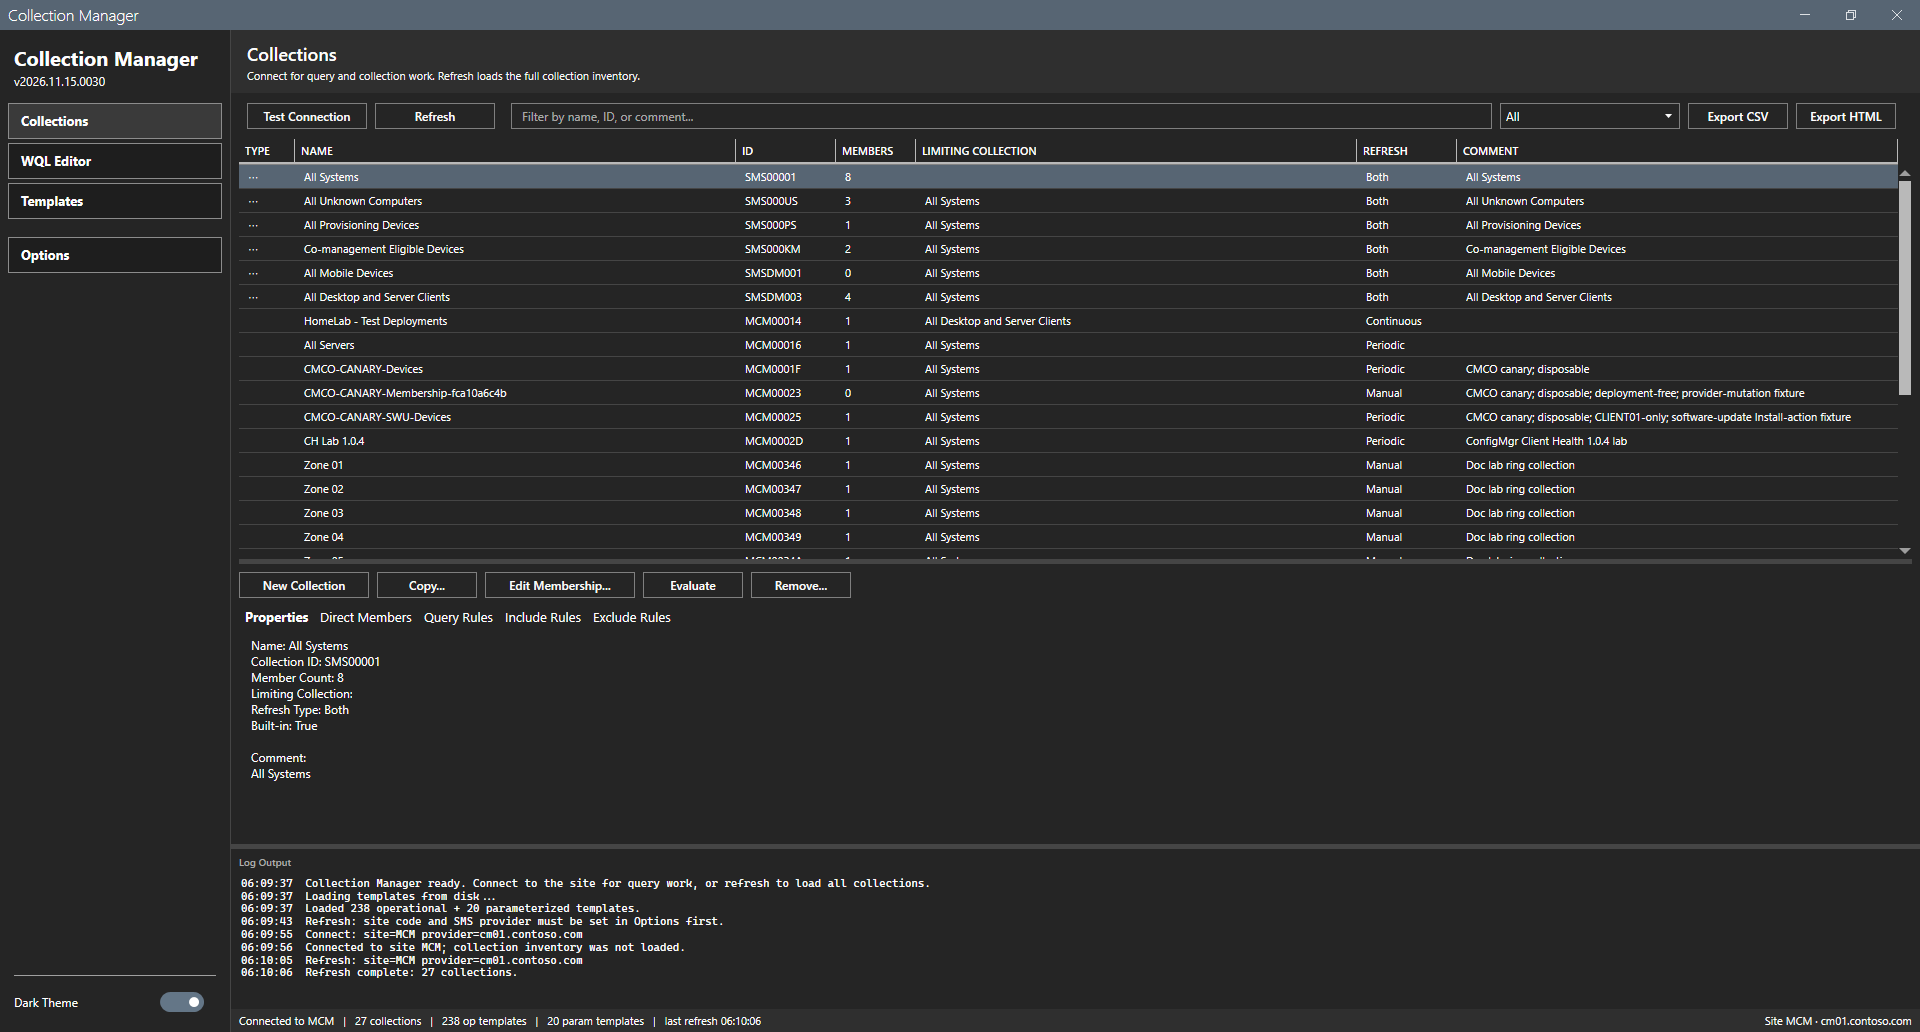 Collection Manager
Collection Manager
v2026.11.15.0030
Collections
WQL Editor
Templates
Options
Dark Theme
Collections
Connect for query and collection work. Refresh loads the full collection inventory.
Test Connection Refresh Filter by name, ID, or comment... All Export CSV Export HTML
TYPE NAME ID MEMBERS LIMITING COLLECTION REFRESH COMMENT
... All Systems SMS00001 8 Both All Systems
... All Unknown Computers SMS000US 3 All Systems Both All Unknown Computers
... All Provisioning Devices SMS000PS 1 All Systems Both All Provisioning Devices
... Co-management Eligible Devices SMS000KM 2 All Systems Both Co-management Eligible Devices
... All Mobile Devices SMSDM001 0 All Systems Both All Mobile Devices
... All Desktop and Server Clients SMSDM003 4 All Systems Both All Desktop and Server Clients
HomeLab - Test Deployments MCM00014 1 All Desktop and Server Clients Continuous
All Servers MCM00016 1 All Systems Periodic
CMCO-CANARY-Devices MCM0001F 1 All Systems Periodic CMCO canary; disposable
CMCO-CANARY-Membership-fca10a6c4b MCM00023 0 All Systems Manual CMCO canary; disposable; deployment-free; provider-mutation fixture
CMCO-CANARY-SWU-Devices MCM00025 1 All Systems Periodic CMCO canary; disposable; CLIENT01-only; software-update Install-action fixture
CH Lab 1.0.4 MCM0002D 1 All Systems Periodic ConfigMgr Client Health 1.0.4 lab
Zone 01 MCM00346 1 All Systems Manual Doc lab ring collection
Zone 02 MCM00347 1 All Systems Manual Doc lab ring collection
Zone 03 MCM00348 1 All Systems Manual Doc lab ring collection
Zone 04 MCM00349 1 All Systems Manual Doc lab ring collection
New Collection Copy... Edit Membership... Evaluate Remove...
Properties Direct Members Query Rules Include Rules Exclude Rules
Name: All Systems
Collection ID: SMS00001
Member Count: 8
Limiting Collection:
Refresh Type: Both
Built-in: True
Comment:
All Systems
Log Output
06:09:37 Collection Manager ready. Connect to the site for query work, or refresh to load all collections.
06:09:37 Loading templates from disk...
06:09:37 Loaded 238 operational + 20 parameterized templates.
06:09:43 Refresh: site code and SMS provider must be set in Options first.
06:09:55 Connect: site=MCM provider=cm01.contoso.com
06:09:56 Connected to site MCM; collection inventory was not loaded.
06:10:05 Refresh: site=MCM provider=cm01.contoso.com
06:10:06 Refresh complete: 27 collections.
Connected to MCM | 27 collections | 238 op templates | 20 param templates | last refresh 06:10:06
Site MCM · cm01.contoso.com